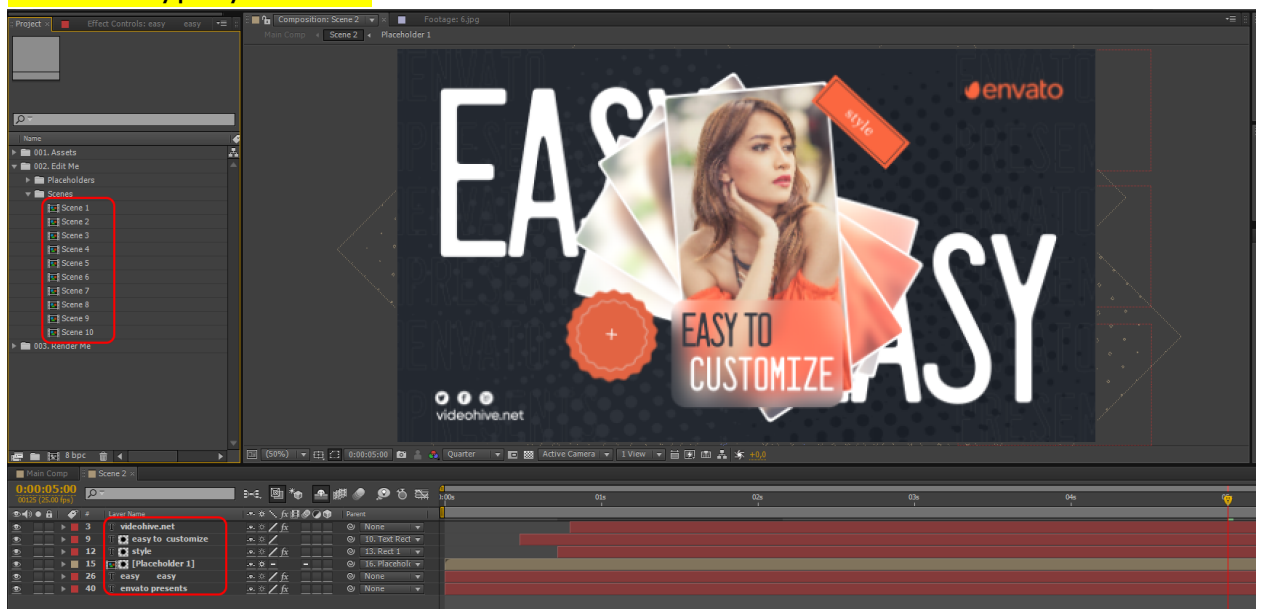 Project × Effect Controls: easy easy
Composition: Scene 2 Footage: 6.jpg
Main Comp Scene 2 Placeholder 1
Name
001. Assets
002. Edit Me
Placeholders
Scenes
Scene 1
Scene 2
Scene 3
Scene 4
Scene 5
Scene 6
Scene 7
Scene 8
Scene 9
Scene 10
003. Render Me
8 bpc
EASY
envato
style
EASY TO
CUSTOMIZE
EASY
videohive.net
(50%) 0:00:05:00 Quarter Active Camera 1 View +0,0
Main Comp Scene 2 ×
0:00:05:00
00125 (25.00 fps)
01s 02s 03s 04s
# Layer Name Parent
3 videohive.net None
9 easy to customize 10. Text Rect
12 style 13. Rect 1
15 [Placeholder 1] 16. Placehol
26 easy easy None
40 envato presents None